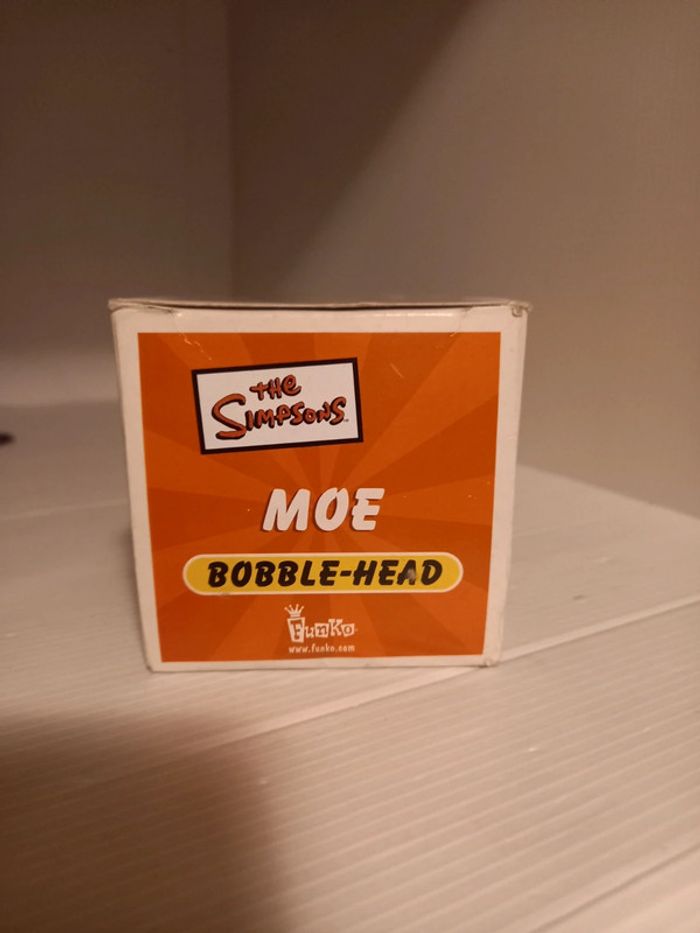 THE
SIMPSONS
MOE
BOBBLE-HEAD
FUNKO
www.funko.com